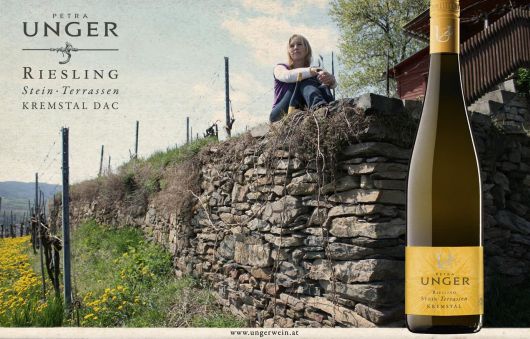 PETRA
UNGER
RIESLING
Stein·Terrassen
KREMSTAL DAC
PETRA
UNGER
RIESLING
Stein·Terrassen
KREMSTAL
www.ungerwein.at